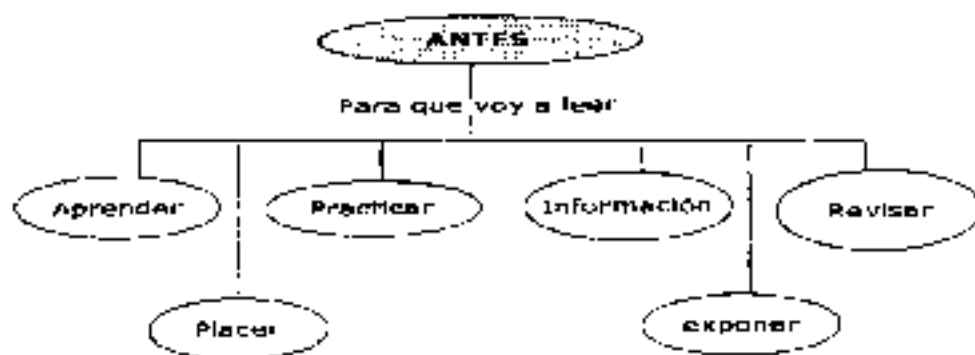 ANTES
Para que voy a leer
Aprender
Practicar
Información
Revisar
Placer
exponer